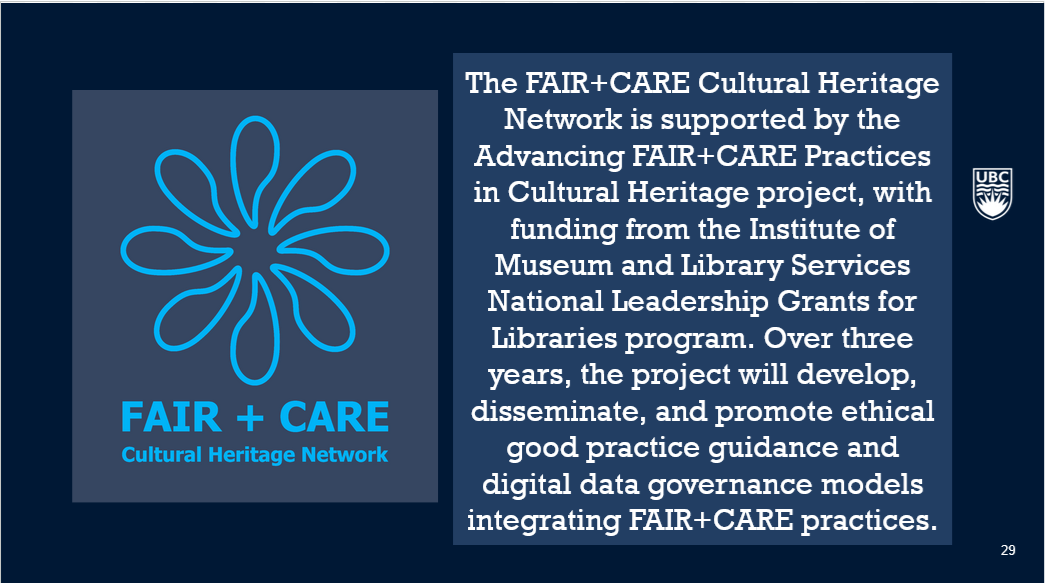 FAIR + CARE
Cultural Heritage Network
The FAIR+CARE Cultural Heritage
Network is supported by the
Advancing FAIR+CARE Practices
in Cultural Heritage project, with
funding from the Institute of
Museum and Library Services
National Leadership Grants for
Libraries program. Over three
years, the project will develop,
disseminate, and promote ethical
good practice guidance and
digital data governance models
integrating FAIR+CARE practices.
UBC
29